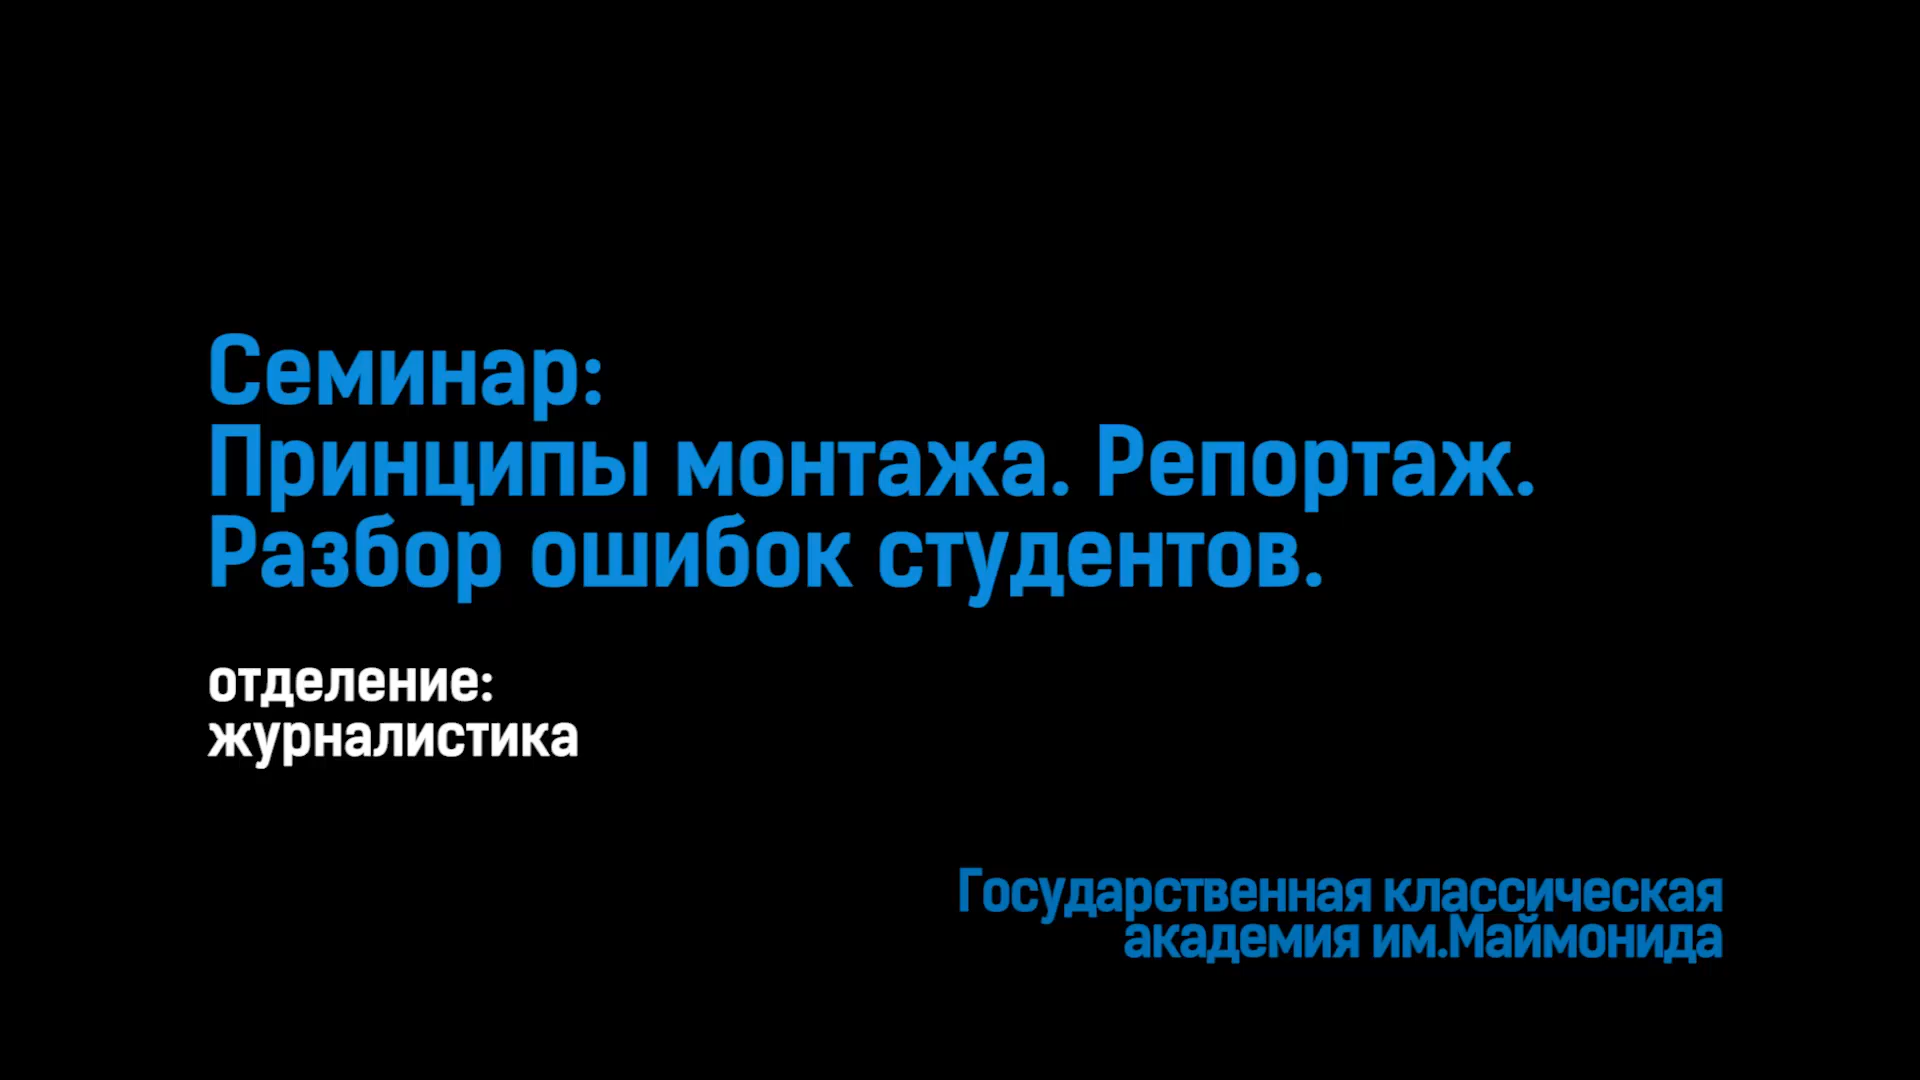 Семинар:
Принципы монтажа. Репортаж.
Разбор ошибок студентов.
отделение:
журналистика
Государственная классическая
академия им.Маймонида